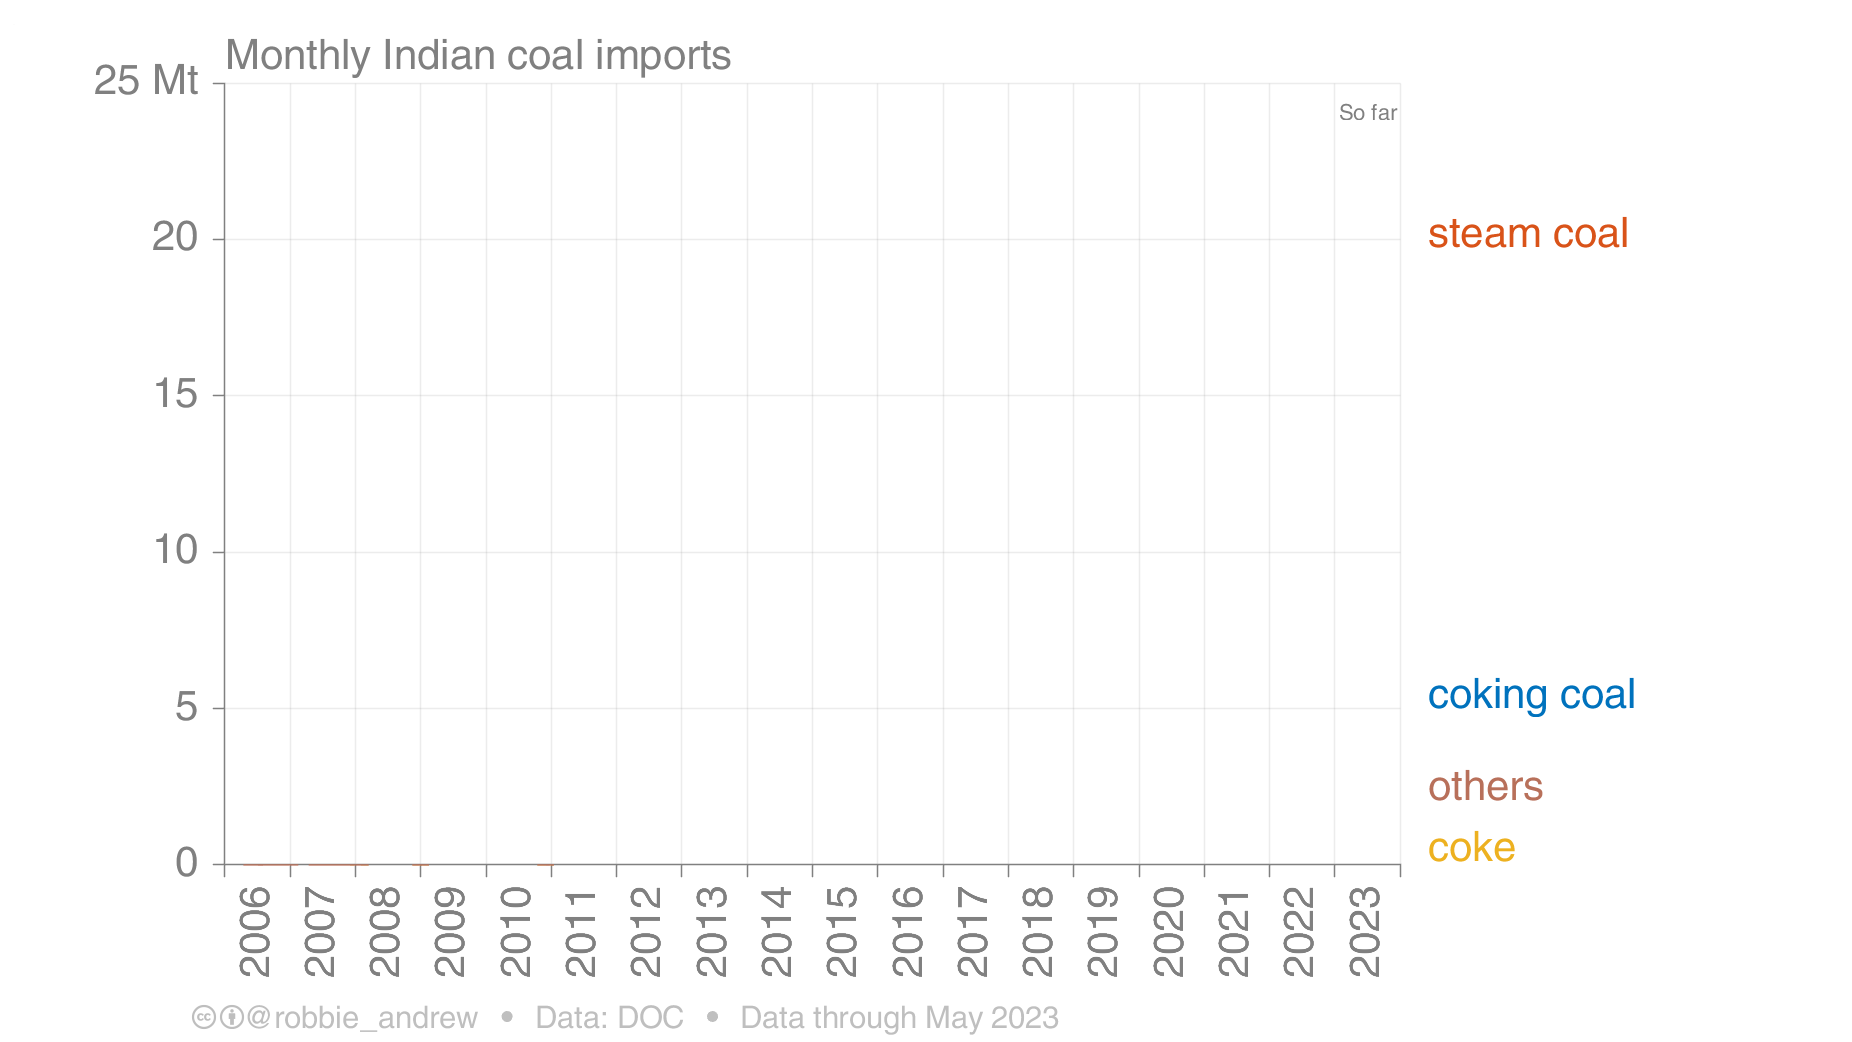 Monthly Indian coal imports
25 Mt
So far
20
steam coal
15
10
5
coking coal
others
coke
0
2006 2007 2008 2009 2010 2011 2012 2013 2014 2015 2016 2017 2018 2019 2020 2021 2022 2023
@robbie_andrew • Data: DOC • Data through May 2023